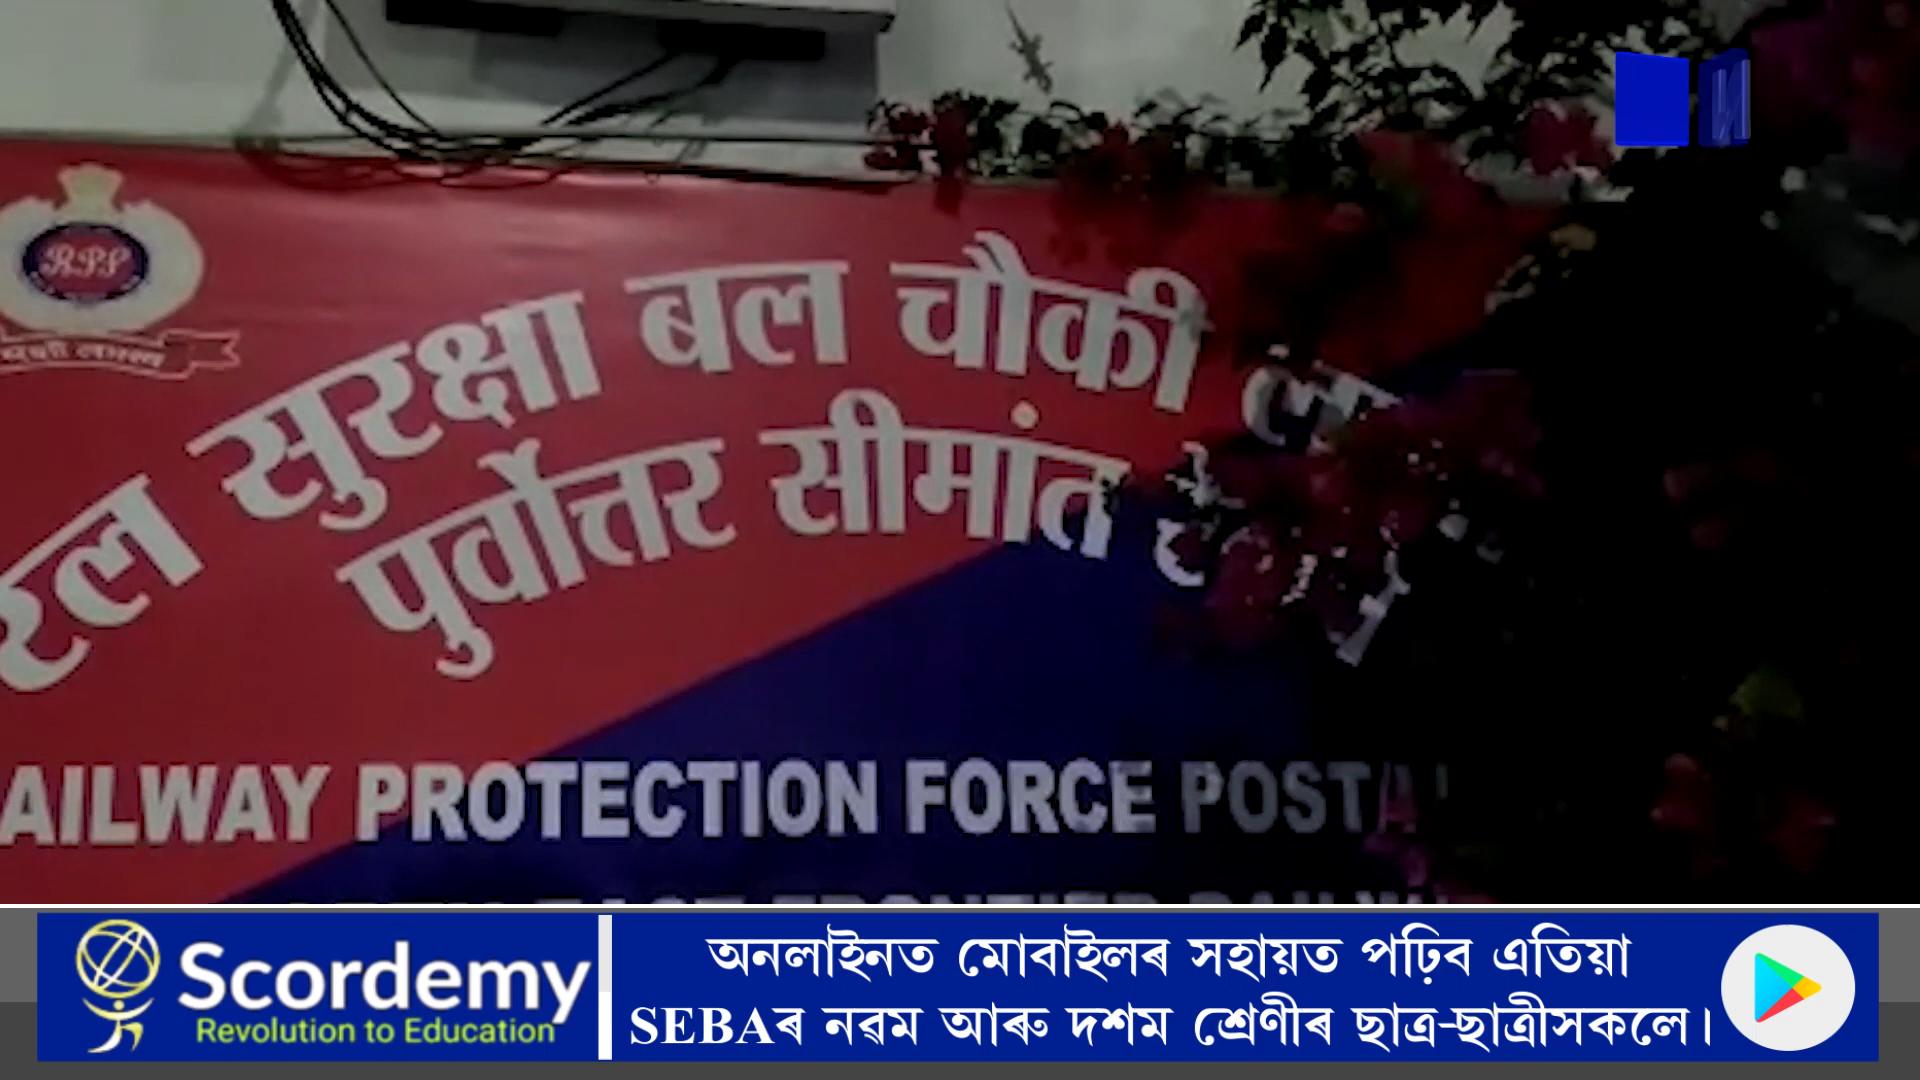 RPF
रेल सुरक्षा बल चौकी
पुर्वोत्तर सीमांत
AILWAY PROTECTION FORCE POST
Scordemy
Revolution to Education
অনলাইনত মোবাইলৰ সহায়ত পঢ়িব এতিয়া
SEBAৰ নৱম আৰু দশম শ্ৰেণীৰ ছাত্ৰ-ছাত্ৰীসকলে।